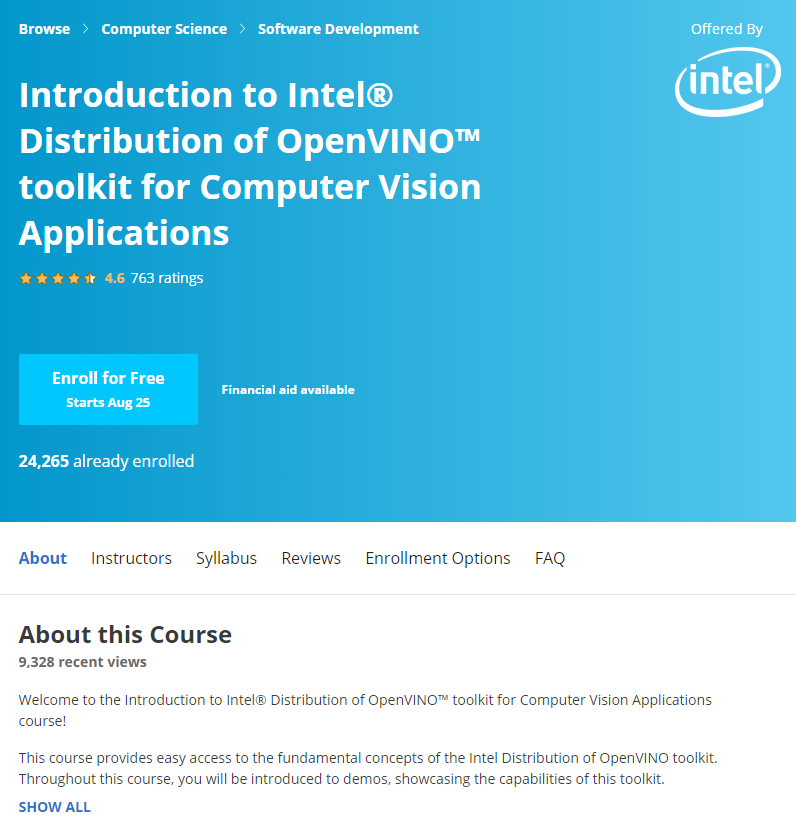 Browse > Computer Science > Software Development
Offered By
intel®
Introduction to Intel®
Distribution of OpenVINO™
toolkit for Computer Vision
Applications
4.6 763 ratings
Enroll for Free
Starts Aug 25
Financial aid available
24,265 already enrolled
About Instructors Syllabus Reviews Enrollment Options FAQ
About this Course
9,328 recent views
Welcome to the Introduction to Intel® Distribution of OpenVINO™ toolkit for Computer Vision Applications
course!
This course provides easy access to the fundamental concepts of the Intel Distribution of OpenVINO toolkit.
Throughout this course, you will be introduced to demos, showcasing the capabilities of this toolkit.
SHOW ALL